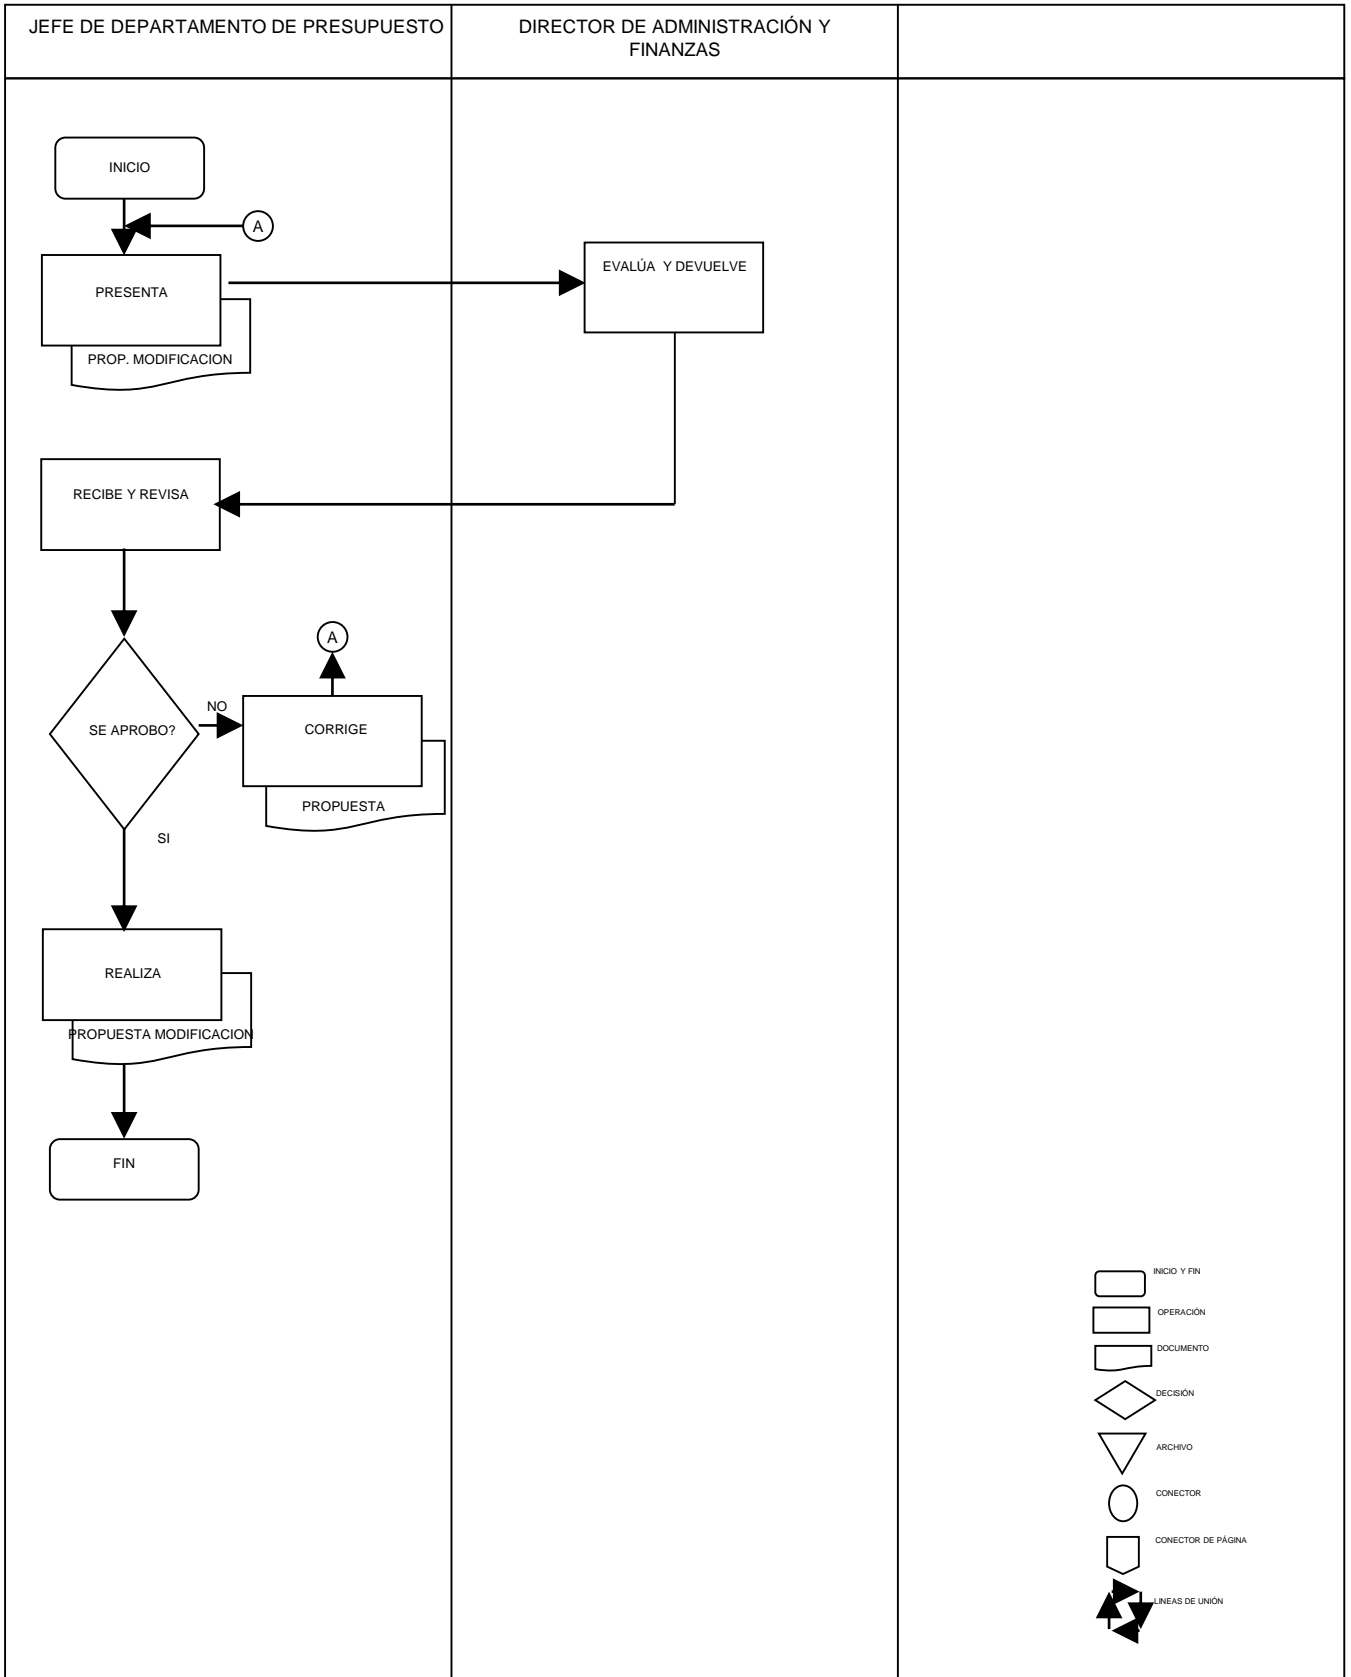 JEFE DE DEPARTAMENTO DE PRESUPUESTO
DIRECTOR DE ADMINISTRACIÓN Y
FINANZAS
INICIO
A
PRESENTA
PROP. MODIFICACION
EVALÚA Y DEVUELVE
RECIBE Y REVISA
A
SE APROBO?
NO
CORRIGE
PROPUESTA
SI
REALIZA
PROPUESTA MODIFICACION
FIN
INICIO Y FIN
OPERACIÓN
DOCUMENTO
DECISIÓN
ARCHIVO
CONECTOR
CONECTOR DE PÁGINA
LINEAS DE UNIÓN